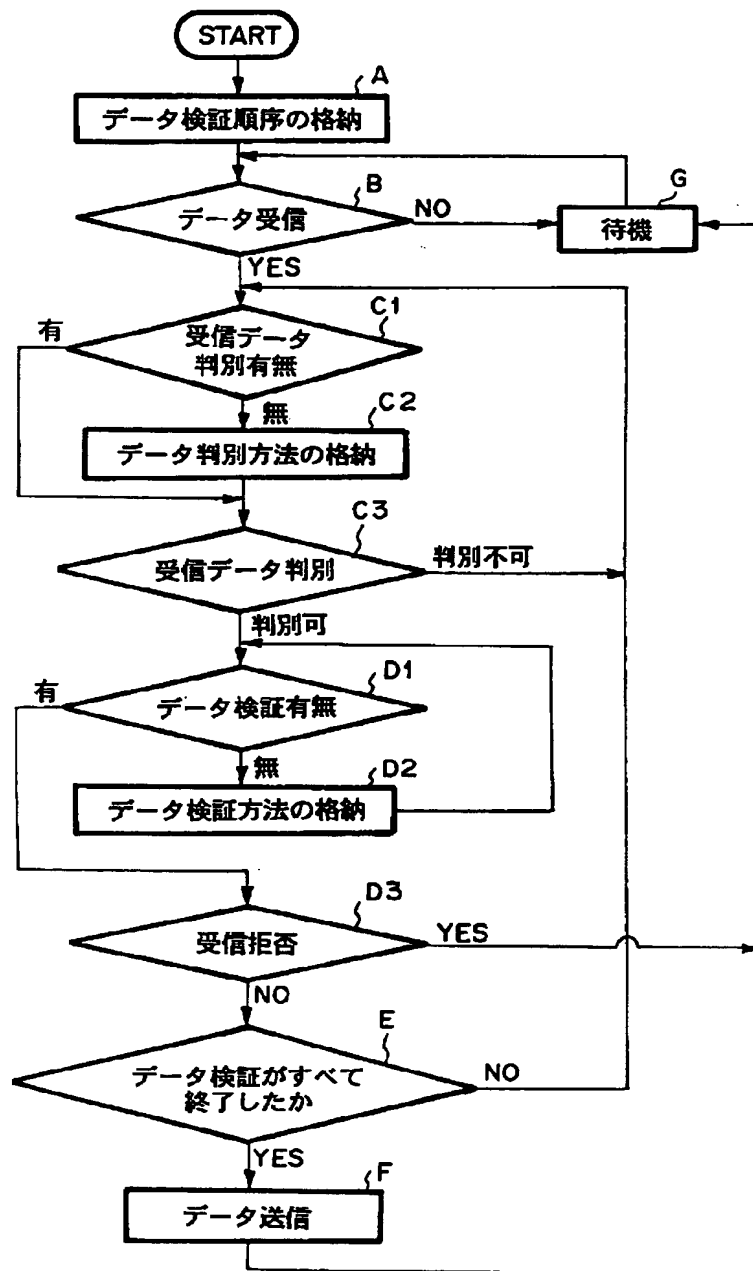 START
A
データ検証順序の格納
B
データ受信
NO
G
待機
YES
C1
有
受信データ
判別有無
無
C2
データ判別方法の格納
C3
受信データ判別
判別不可
判別可
D1
有
データ検証有無
無
D2
データ検証方法の格納
D3
受信拒否
YES
NO
E
データ検証がすべて
終了したか
NO
YES
F
データ送信